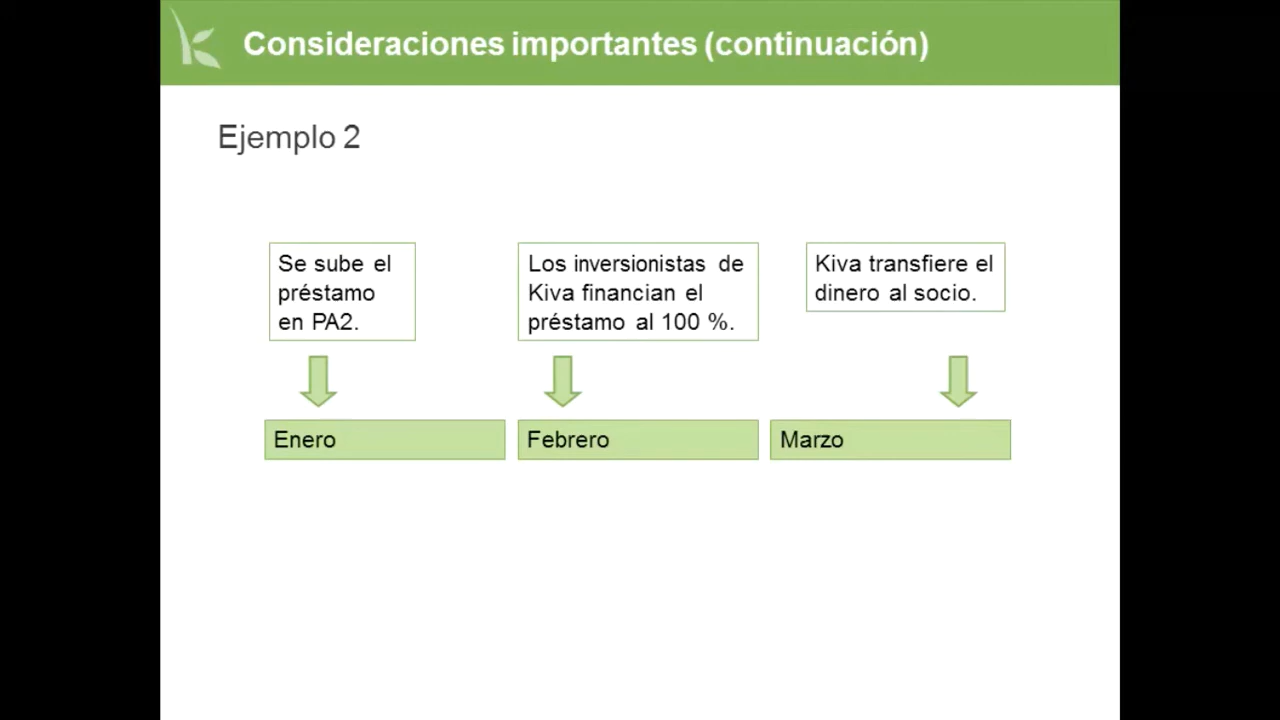 Consideraciones importantes (continuación)
Ejemplo 2
Se sube el
préstamo
en PA2.
Los inversionistas de
Kiva financian el
préstamo al 100 %.
Kiva transfiere el
dinero al socio.
Enero
Febrero
Marzo